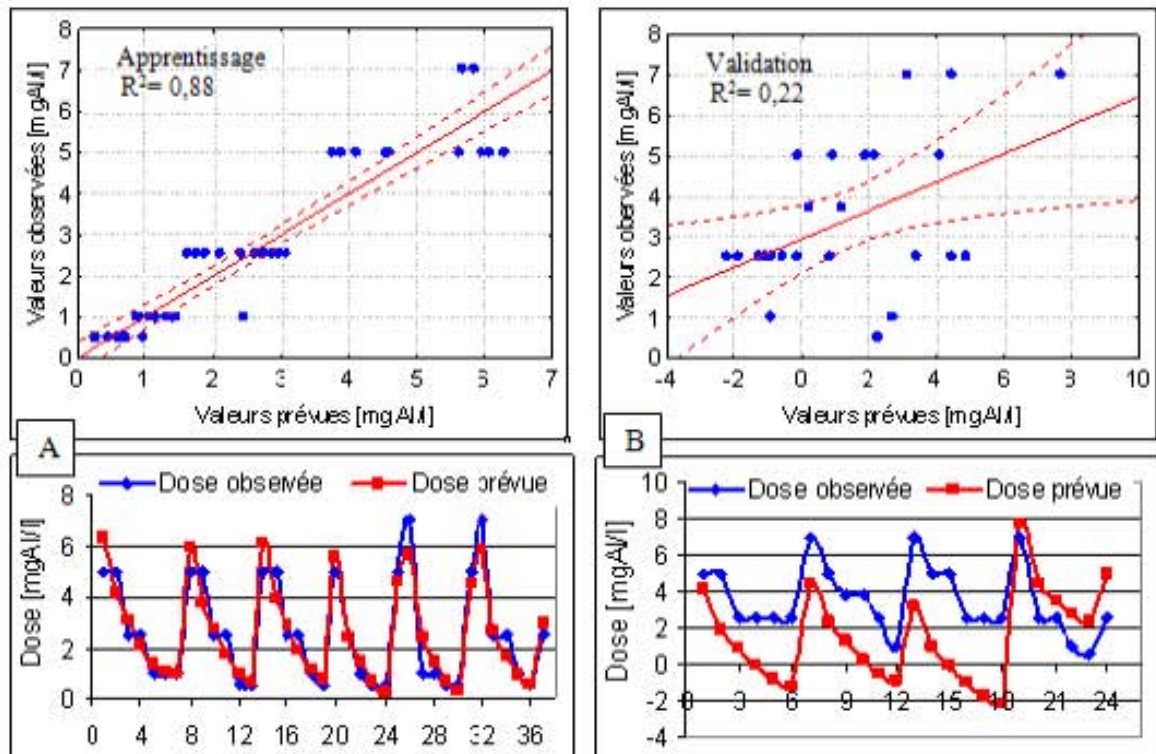 Valeurs observées [mgAl/l]
8
7
6
5
4
3
2
1
0
Apprentissage
R²= 0,88
0 1 2 3 4 5 6 7
Valeurs prévues [mgAl/l]
Valeurs obervées [mgAl/l]
8
7
6
5
4
3
2
1
0
Validation
R²= 0,22
-4 -2 0 2 4 6 8 10
Valeurs prévues [mgAl/l]
A
Dose observée Dose prévue
Dose [mgAl/l]
8
6
4
2
0
0 4 8 12 16 20 24 28 32 36
B
Dose observée Dose prévue
Dose [mgAl/l]
10
8
6
4
2
0
-2
-4
0 3 6 9 12 15 21 24